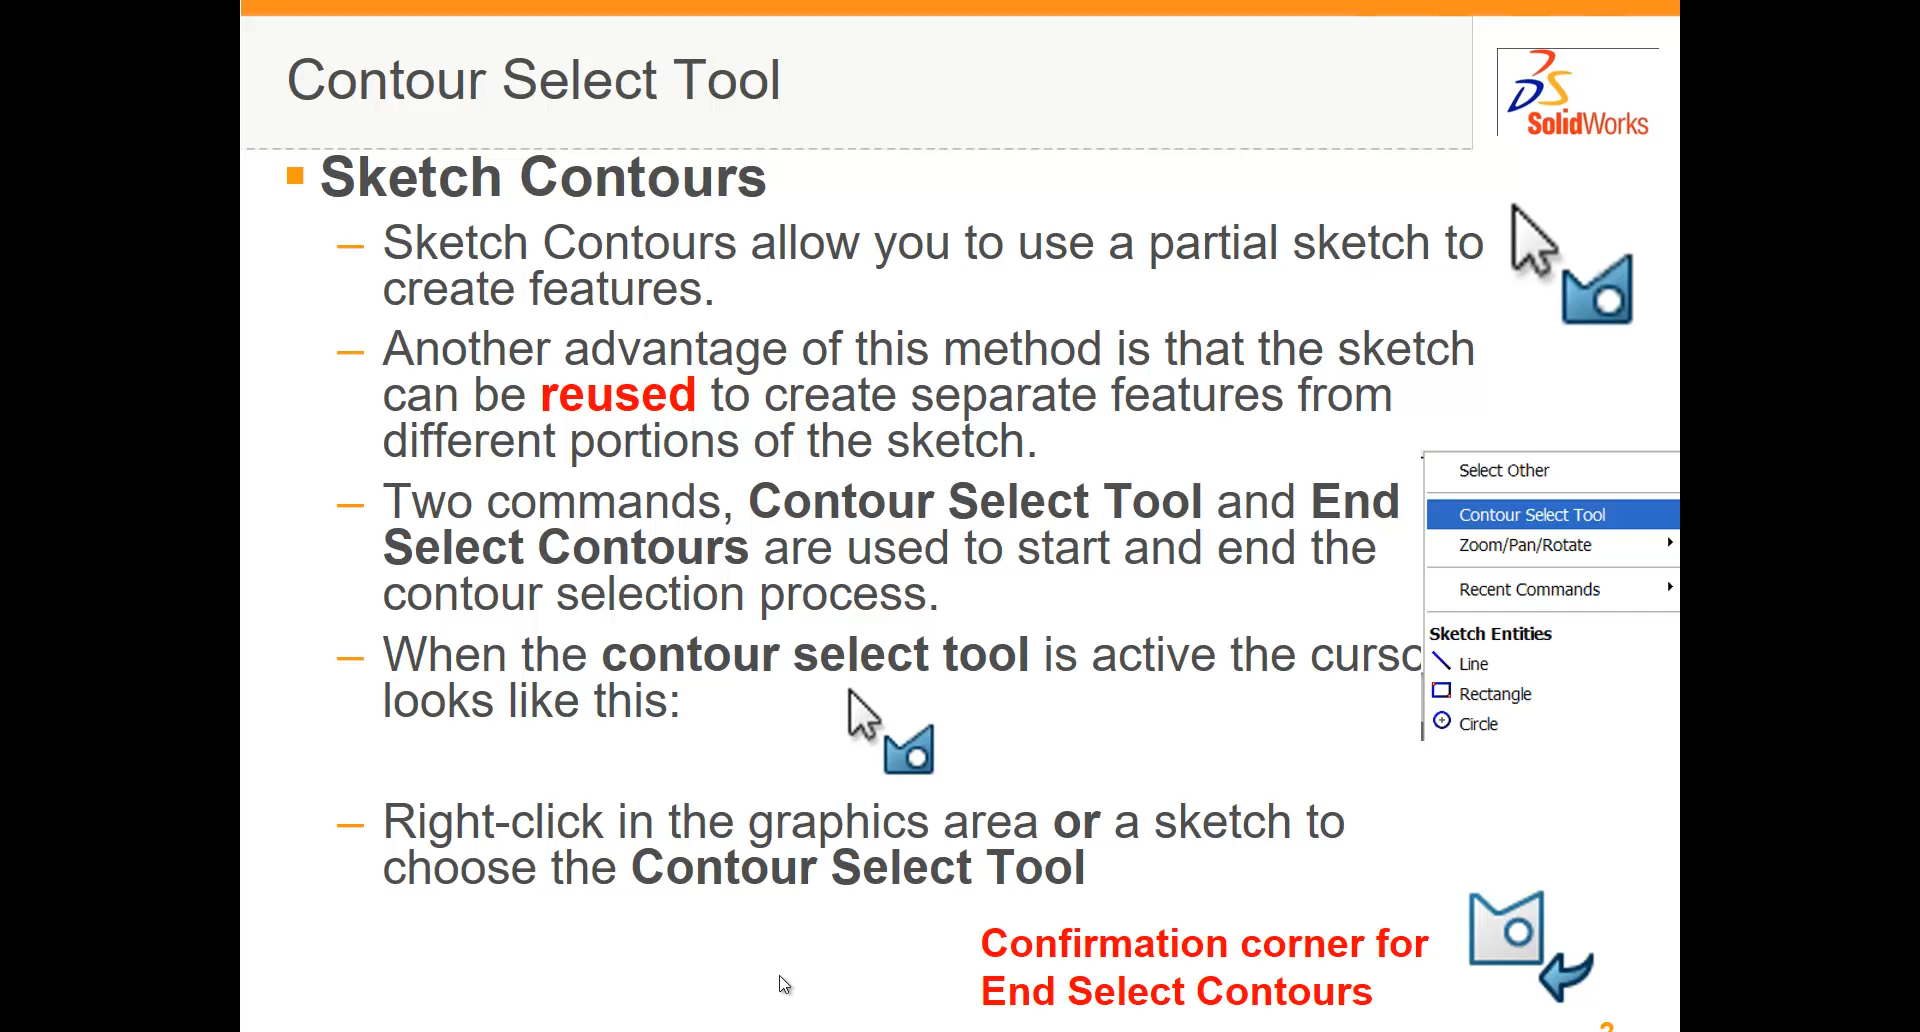 Contour Select Tool
SolidWorks
Sketch Contours
– Sketch Contours allow you to use a partial sketch to
create features.
– Another advantage of this method is that the sketch
can be reused to create separate features from
different portions of the sketch.
– Two commands, Contour Select Tool and End
Select Contours are used to start and end the
contour selection process.
– When the contour select tool is active the curso
looks like this:
Select Other
Contour Select Tool
Zoom/Pan/Rotate
Recent Commands
Sketch Entities
Line
Rectangle
Circle
– Right-click in the graphics area or a sketch to
choose the Contour Select Tool
Confirmation corner for
End Select Contours